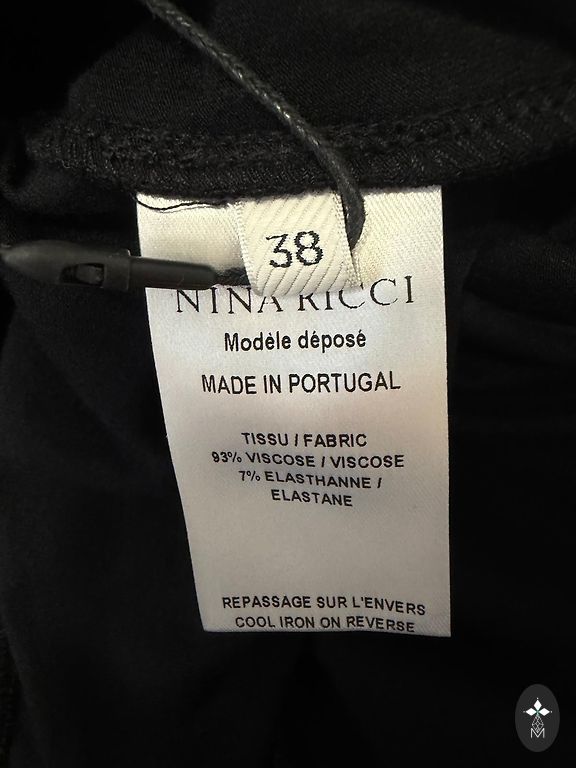 38
NINA RICCI
Modèle déposé
MADE IN PORTUGAL
TISSU / FABRIC
93% VISCOSE / VISCOSE
7% ELASTHANNE /
ELASTANE
REPASSAGE SUR L'ENVERS
COOL IRON ON REVERSE
M